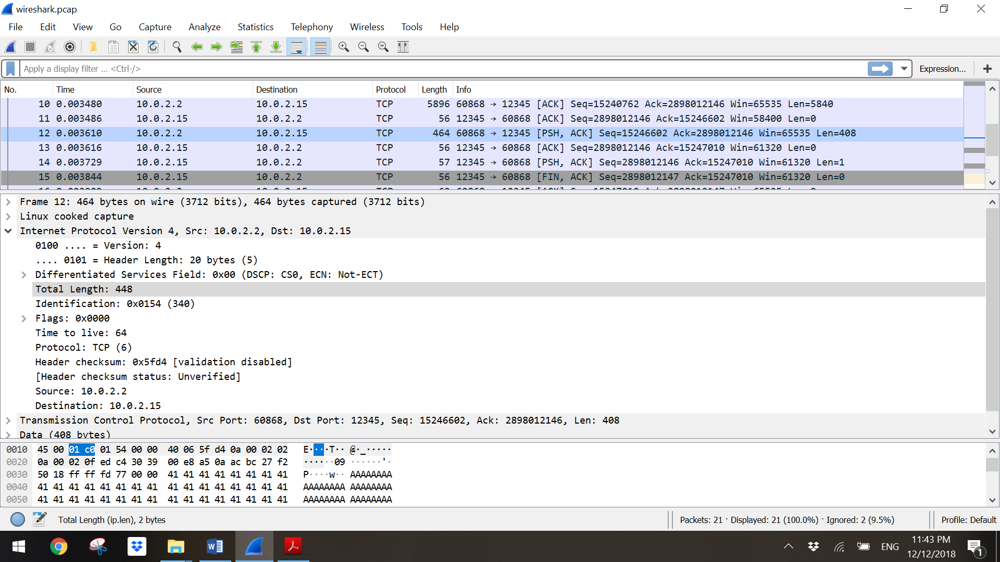 wireshark.pcap
File Edit View Go Capture Analyze Statistics Telephony Wireless Tools Help
Apply a display filter ... <Ctrl-/> Expression... +
No. Time Source Destination Protocol Length Info
10 0.003480 10.0.2.2 10.0.2.15 TCP 5896 60868 → 12345 [ACK] Seq=15240762 Ack=2898012146 Win=65535 Len=5840
11 0.003486 10.0.2.15 10.0.2.2 TCP 56 12345 → 60868 [ACK] Seq=2898012146 Ack=15246602 Win=58400 Len=0
12 0.003610 10.0.2.2 10.0.2.15 TCP 464 60868 → 12345 [PSH, ACK] Seq=15246602 Ack=2898012146 Win=65535 Len=408
13 0.003616 10.0.2.15 10.0.2.2 TCP 56 12345 → 60868 [ACK] Seq=2898012146 Ack=15247010 Win=61320 Len=0
14 0.003729 10.0.2.15 10.0.2.2 TCP 57 12345 → 60868 [PSH, ACK] Seq=2898012146 Ack=15247010 Win=61320 Len=1
15 0.003844 10.0.2.15 10.0.2.2 TCP 56 12345 → 60868 [FIN, ACK] Seq=2898012147 Ack=15247010 Win=61320 Len=0
Frame 12: 464 bytes on wire (3712 bits), 464 bytes captured (3712 bits)
Linux cooked capture
Internet Protocol Version 4, Src: 10.0.2.2, Dst: 10.0.2.15
0100 .... = Version: 4
.... 0101 = Header Length: 20 bytes (5)
Differentiated Services Field: 0x00 (DSCP: CS0, ECN: Not-ECT)
Total Length: 448
Identification: 0x0154 (340)
Flags: 0x0000
Time to live: 64
Protocol: TCP (6)
Header checksum: 0x5fd4 [validation disabled]
[Header checksum status: Unverified]
Source: 10.0.2.2
Destination: 10.0.2.15
Transmission Control Protocol, Src Port: 60868, Dst Port: 12345, Seq: 15246602, Ack: 2898012146, Len: 408
Data (408 bytes)
0010 45 00 01 c0 01 54 00 00 40 06 5f d4 0a 00 02 02 E····T·· @·_·····
0020 0a 00 02 0f ed c4 30 39 00 e8 a5 0a ac bc 27 f2 ······09 ······'·
0030 50 18 ff ff fd 77 00 00 41 41 41 41 41 41 41 41 P····w·· AAAAAAAA
0040 41 41 41 41 41 41 41 41 41 41 41 41 41 41 41 41 AAAAAAAA AAAAAAAA
0050 41 41 41 41 41 41 41 41 41 41 41 41 41 41 41 41 AAAAAAAA AAAAAAAA
Total Length (ip.len), 2 bytes Packets: 21 · Displayed: 21 (100.0%) · Ignored: 2 (9.5%) Profile: Default
ENG 11:43 PM
12/12/2018 1